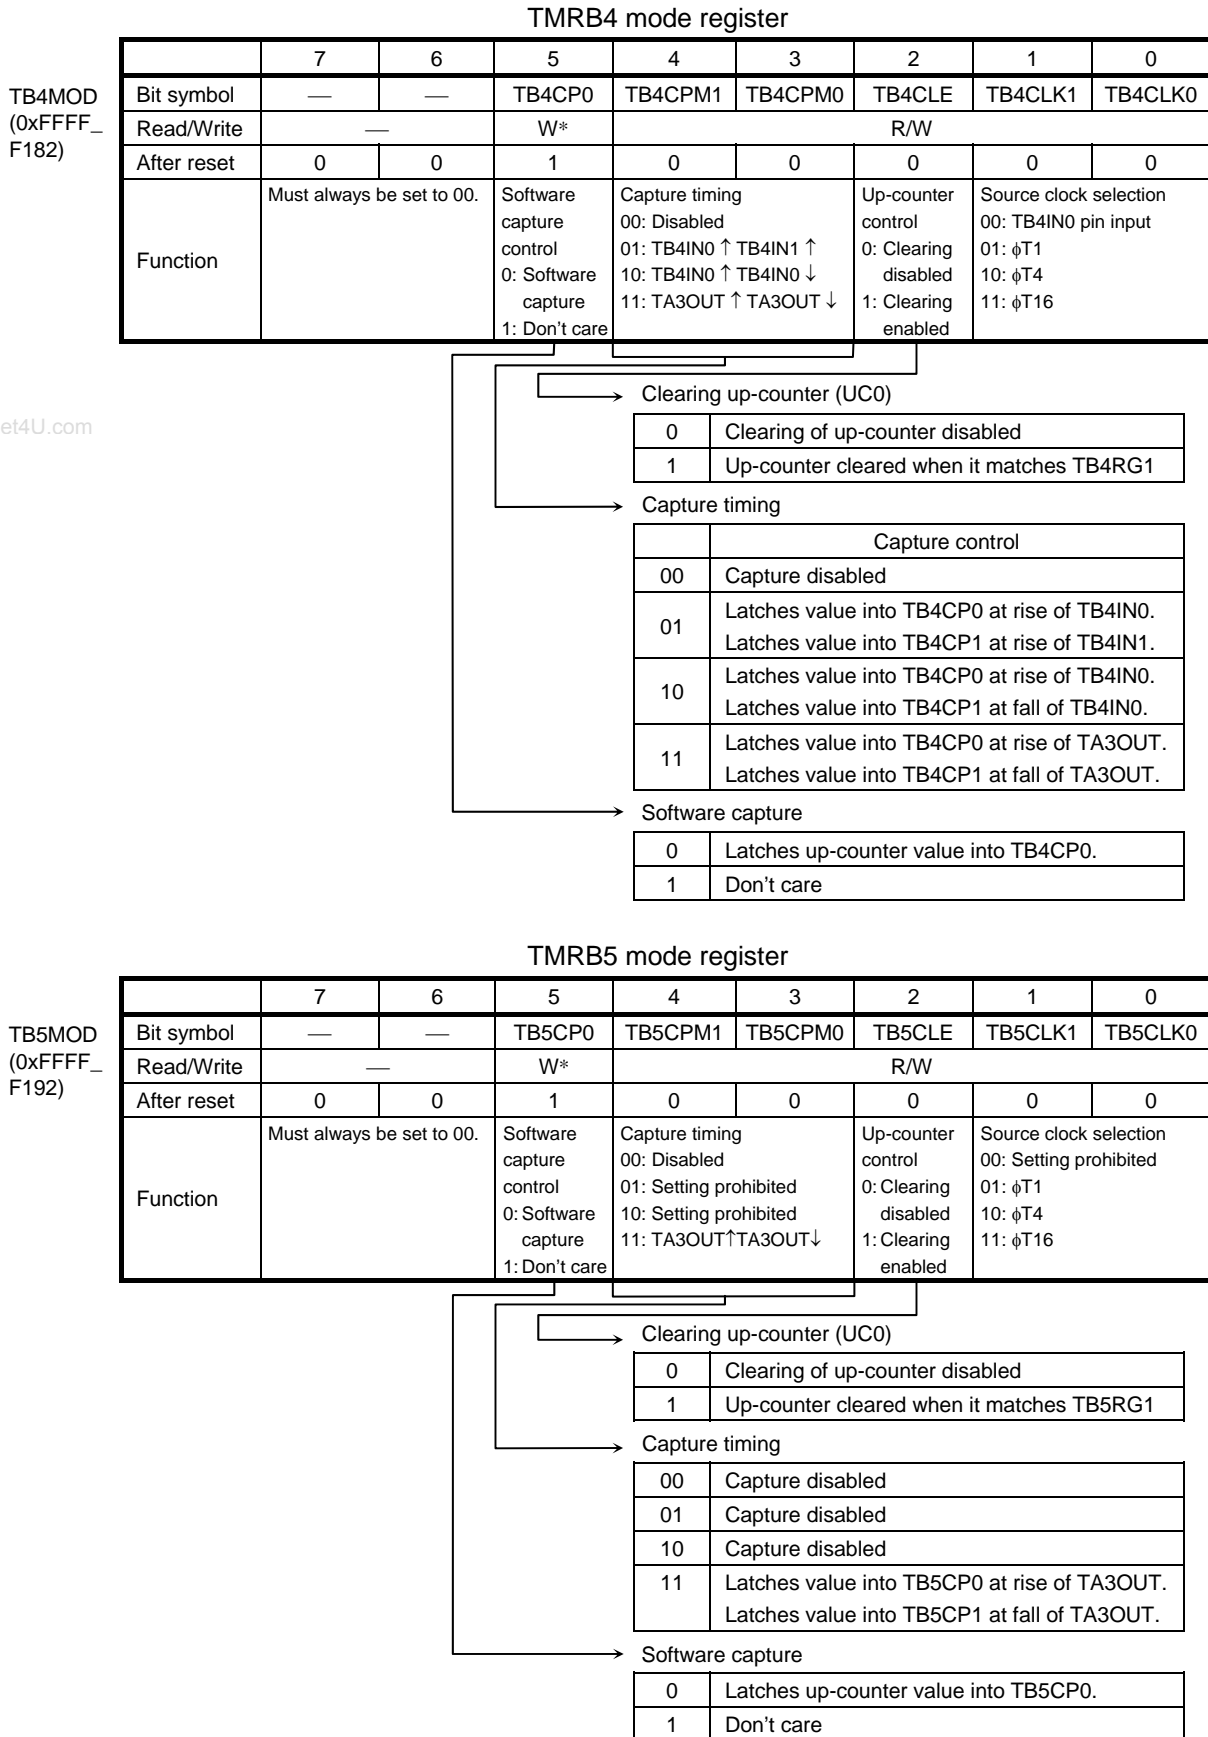 TMRB4 mode register
7 6 5 4 3 2 1 0
TB4MOD
(0xFFFF_
F182)
Bit symbol — — TB4CP0 TB4CPM1 TB4CPM0 TB4CLE TB4CLK1 TB4CLK0
Read/Write — W* R/W
After reset 0 0 1 0 0 0 0 0
Function
Must always be set to 00.
Software
capture
control
0: Software
capture
1: Don't care
Capture timing
00: Disabled
01: TB4IN0 ↑ TB4IN1 ↑
10: TB4IN0 ↑ TB4IN0 ↓
11: TA3OUT ↑ TA3OUT ↓
Up-counter
control
0: Clearing
disabled
1: Clearing
enabled
Source clock selection
00: TB4IN0 pin input
01: ϕT1
10: ϕT4
11: ϕT16
Clearing up-counter (UC0)
0 Clearing of up-counter disabled
1 Up-counter cleared when it matches TB4RG1
et4U.com
Capture timing
Capture control
00 Capture disabled
01 Latches value into TB4CP0 at rise of TB4IN0.
Latches value into TB4CP1 at rise of TB4IN1.
10 Latches value into TB4CP0 at rise of TB4IN0.
Latches value into TB4CP1 at fall of TB4IN0.
11 Latches value into TB4CP0 at rise of TA3OUT.
Latches value into TB4CP1 at fall of TA3OUT.
Software capture
0 Latches up-counter value into TB4CP0.
1 Don't care
TMRB5 mode register
7 6 5 4 3 2 1 0
TB5MOD
(0xFFFF_
F192)
Bit symbol — — TB5CP0 TB5CPM1 TB5CPM0 TB5CLE TB5CLK1 TB5CLK0
Read/Write — W* R/W
After reset 0 0 1 0 0 0 0 0
Function
Must always be set to 00.
Software
capture
control
0: Software
capture
1: Don't care
Capture timing
00: Disabled
01: Setting prohibited
10: Setting prohibited
11: TA3OUT↑TA3OUT↓
Up-counter
control
0: Clearing
disabled
1: Clearing
enabled
Source clock selection
00: Setting prohibited
01: ϕT1
10: ϕT4
11: ϕT16
Clearing up-counter (UC0)
0 Clearing of up-counter disabled
1 Up-counter cleared when it matches TB5RG1
Capture timing
00 Capture disabled
01 Capture disabled
10 Capture disabled
11 Latches value into TB5CP0 at rise of TA3OUT.
Latches value into TB5CP1 at fall of TA3OUT.
Software capture
0 Latches up-counter value into TB5CP0.
1 Don't care